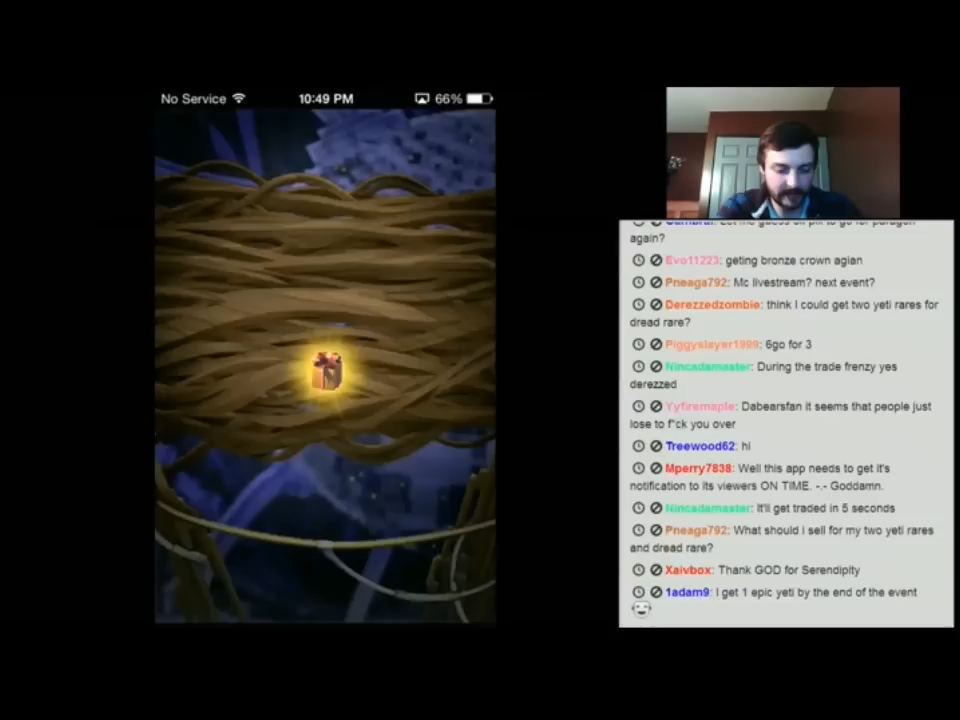 No Service 10:49 PM 66%
again?
Evo11223: geting bronze crown agian
Pneaga792: Mc livestream? next event?
Derezzedzombie: think I could get two yeti rares for
dread rare?
Piggyslayer1999: 6go for 3
Nincadamaster: During the trade frenzy yes
derezzed
Yyfiremaple: Dabearsfan it seems that people just
lose to f*ck you over
Treewood62: hi
Mperry7838: Well this app needs to get it's
notification to its viewers ON TIME. -.- Goddamn.
Nincadamaster: It'll get traded in 5 seconds
Pneaga792: What should i sell for my two yeti rares
and dread rare?
Xaivbox: Thank GOD for Serendipity
1adam9: I get 1 epic yeti by the end of the event